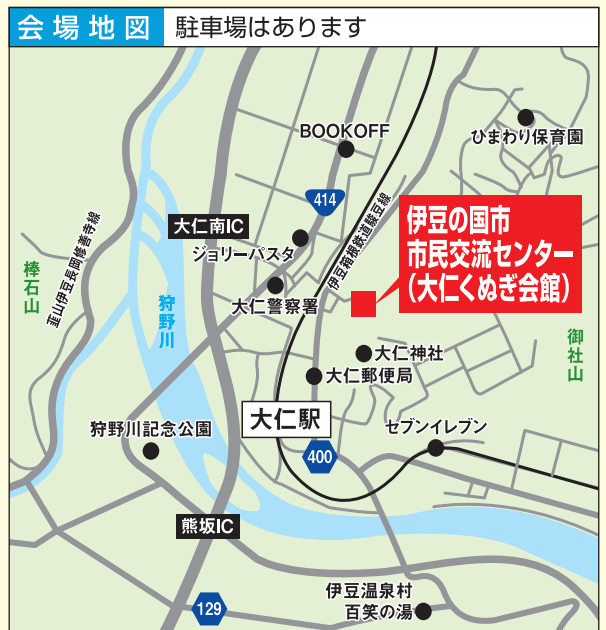 会場地図
駐車場はあります
BOOKOFF
ひまわり保育園
414
伊豆箱根鉄道駿豆線
伊豆の国市
市民交流センター
(大仁くぬぎ会館)
大仁南IC
ジョリーパスタ
韮山伊豆長岡修善寺線
棒石山
狩野川
大仁警察署
御社山
大仁神社
大仁郵便局
大仁駅
狩野川記念公園
セブンイレブン
400
熊坂IC
129
伊豆温泉村
百笑の湯